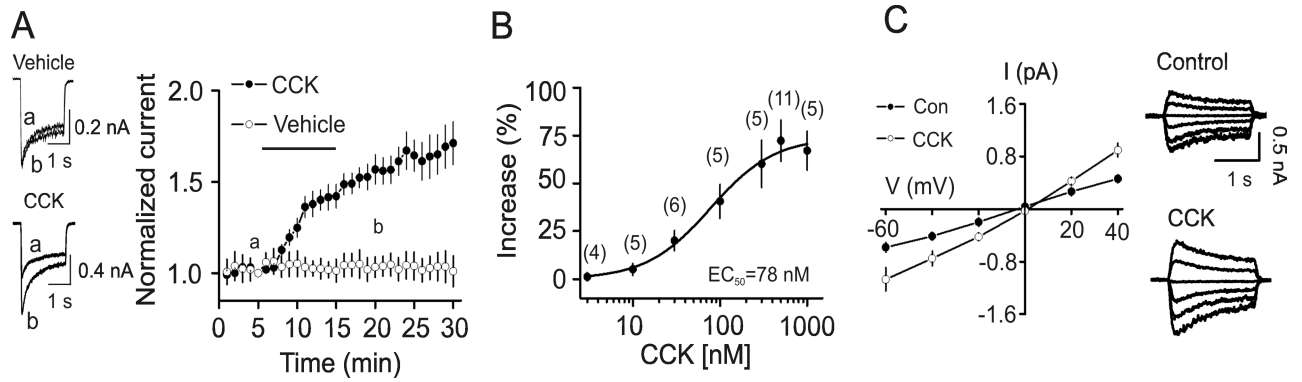 A
Vehicle
a
0.2 nA
b
1 s
CCK
a
0.4 nA
1 s
b
Normalized current
2.0
1.5
1.0
CCK
Vehicle
a
b
0
5
10
15
20
25
30
Time (min)
B
Increase (%)
100
75
50
25
0
(4)
(5)
(6)
(5)
(5)
(11)
(5)
EC50=78 nM
10
100
1000
CCK [nM]
C
Con
CCK
I (pA)
1.6
0.8
-0.8
-1.6
V (mV)
-60
20
40
Control
0.5 nA
1 s
CCK